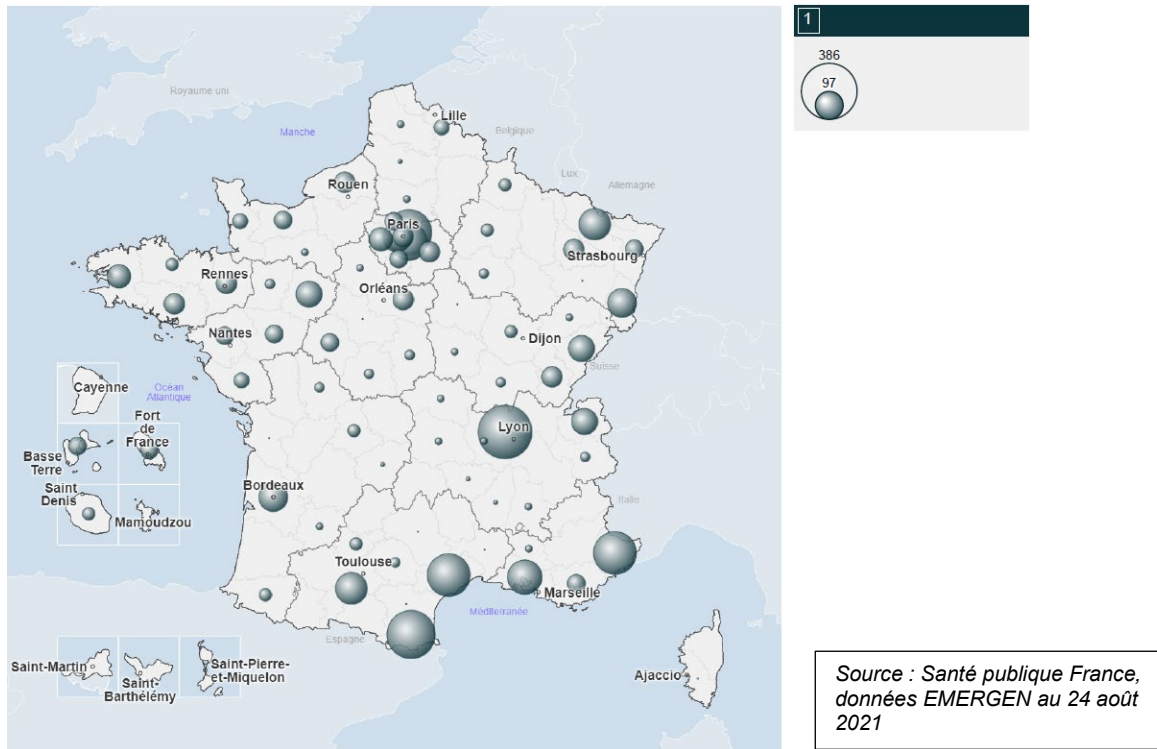 1
386
97
Royaume uni
Manche
Lille
Belgique
Lux
Allemagne
Rouen
Paris
Strasbourg
Rennes
Orléans
Nantes
Dijon
Suisse
Cayenne
Océan
Atlantique
Fort
de
France
Basse
Terre
Lyon
Saint
Denis
Mamoudzou
Bordeaux
Italie
Toulouse
Marseille
Méditerranée
Espagne
Saint-Martin
Saint-
Barthélémy
Saint-Pierre-
et-Miquelon
Ajaccio
Source : Santé publique France,
données EMERGEN au 24 août
2021